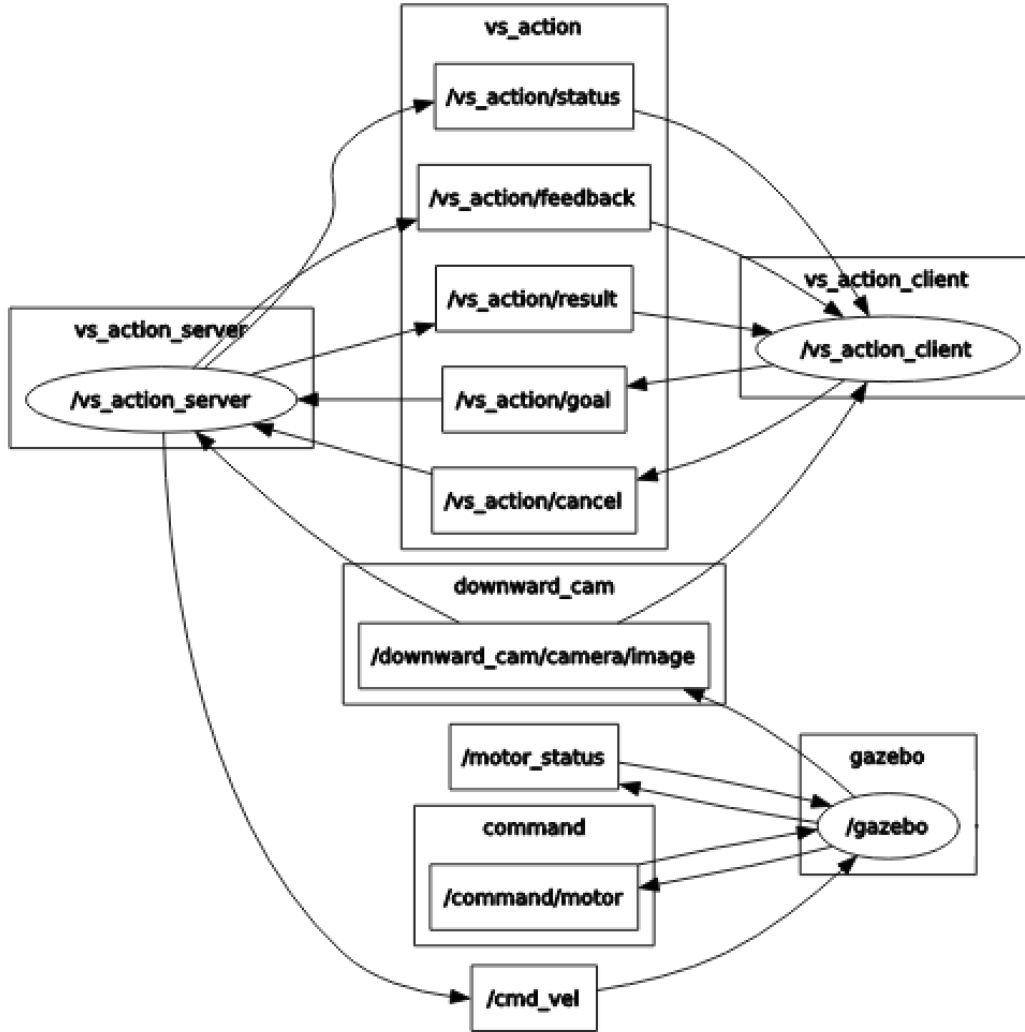 vs_action
/vs_action/status
/vs_action/feedback
/vs_action/result
/vs_action/goal
/vs_action/cancel
vs_action_server
/vs_action_server
vs_action_client
/vs_action_client
downward_cam
/downward_cam/camera/image
/motor_status
command
/command/motor
/cmd_vel
gazebo
/gazebo